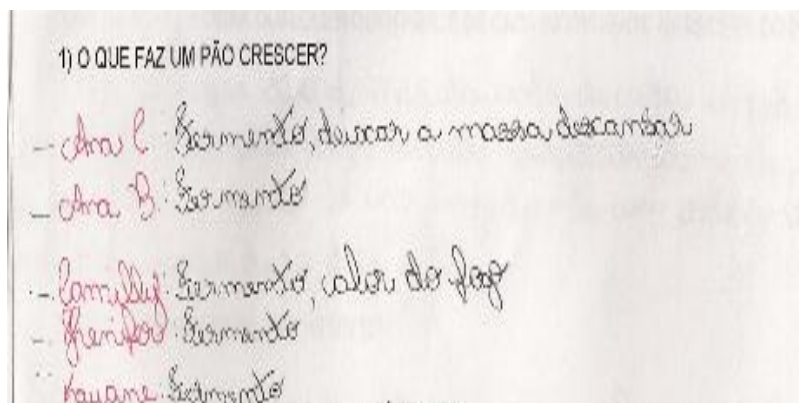 1) O QUE FAZ UM PÃO CRESCER?
- Ana C: Fermento, deixar a massa descansar
- Ana B: Fermento
- Camilly: Fermento, calor do fogo
- Jhenifer: Fermento
- Kauane: Fermento